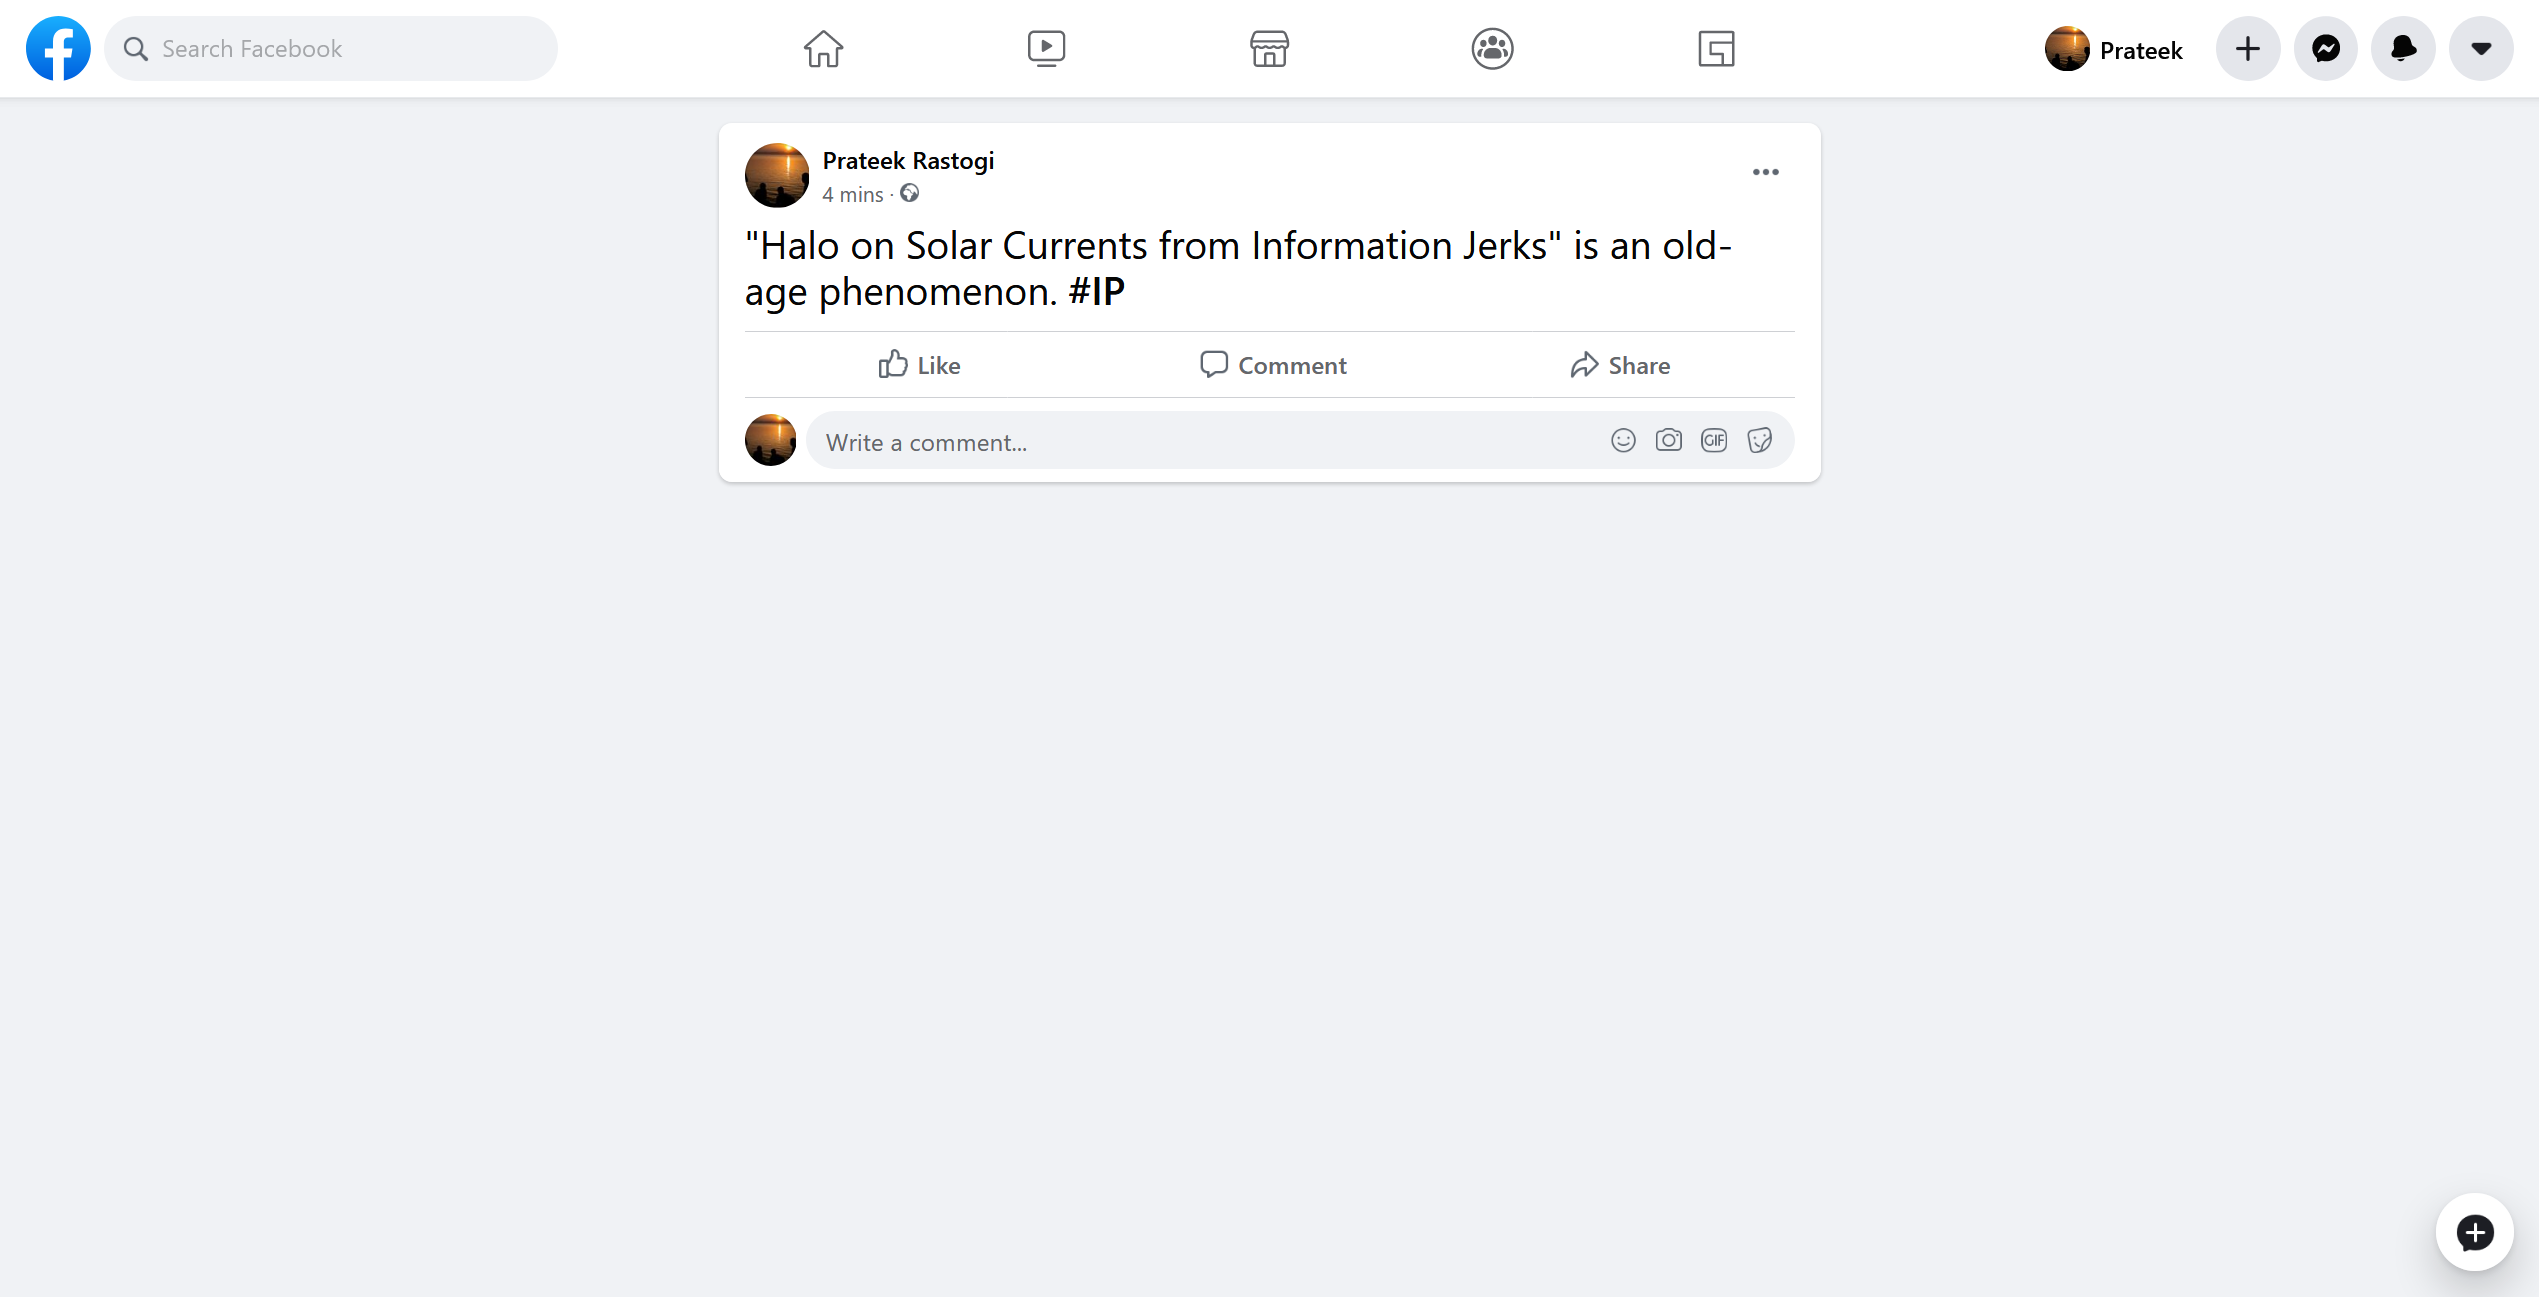 Search Facebook
Prateek
Prateek Rastogi
4 mins ·
"Halo on Solar Currents from Information Jerks" is an old-
age phenomenon. #IP
Like
Comment
Share
Write a comment...
GIF